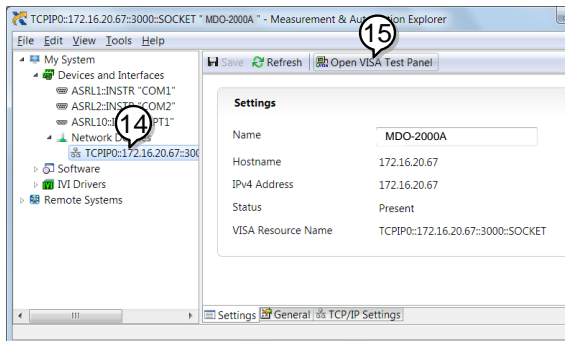 TCPIP0::172.16.20.67::3000::SOCKET "MDO-2000A" - Measurement & Automation Explorer
File Edit View Tools Help
15
My System
Save Refresh Open VISA Test Panel
Devices and Interfaces
ASRL1::INSTR "COM1"
ASRL2::INSTR "COM2"
Settings
14
Network Devices
Name MDO-2000A
TCPIP0::172.16.20.67::300
Hostname 172.16.20.67
Software
IVI Drivers
IPv4 Address 172.16.20.67
Remote Systems
Status Present
VISA Resource Name TCPIP0::172.16.20.67::3000::SOCKET
Settings General TCP/IP Settings